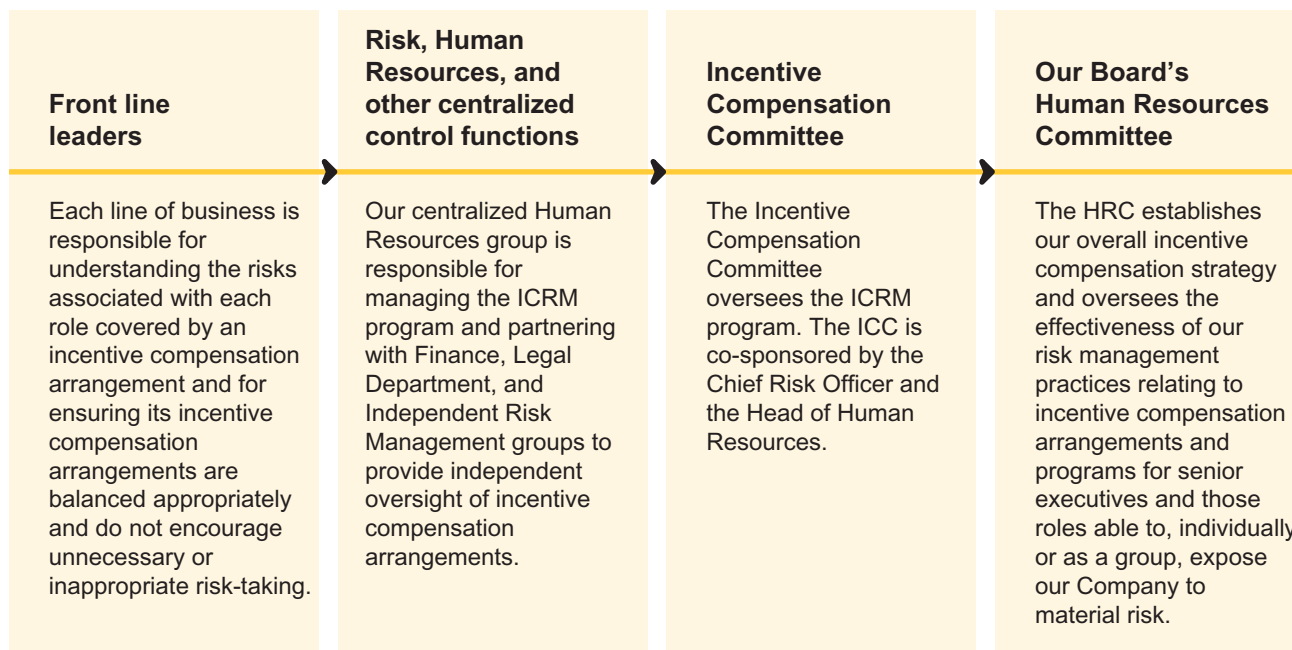 Front line
leaders
Each line of business is
responsible for
understanding the risks
associated with each
role covered by an
incentive compensation
arrangement and for
ensuring its incentive
compensation
arrangements are
balanced appropriately
and do not encourage
unnecessary or
inappropriate risk-taking.
Risk, Human
Resources, and
other centralized
control functions
Our centralized Human
Resources group is
responsible for
managing the ICRM
program and partnering
with Finance, Legal
Department, and
Independent Risk
Management groups to
provide independent
oversight of incentive
compensation
arrangements.
Incentive
Compensation
Committee
The Incentive
Compensation
Committee
oversees the ICRM
program. The ICC is
co-sponsored by the
Chief Risk Officer and
the Head of Human
Resources.
Our Board’s
Human Resources
Committee
The HRC establishes
our overall incentive
compensation strategy
and oversees the
effectiveness of our
risk management
practices relating to
incentive compensation
arrangements and
programs for senior
executives and those
roles able to, individually
or as a group, expose
our Company to
material risk.